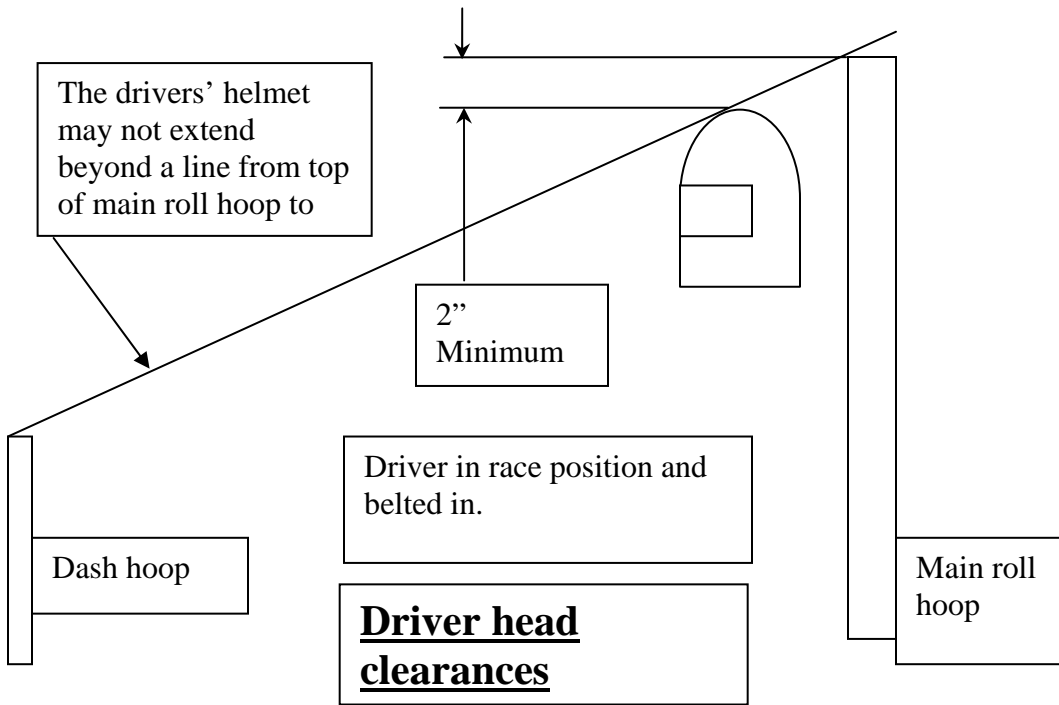 The drivers’ helmet
may not extend
beyond a line from top
of main roll hoop to
2”
Minimum
Driver in race position and
belted in.
Dash hoop
Main roll
hoop
Driver head
clearances